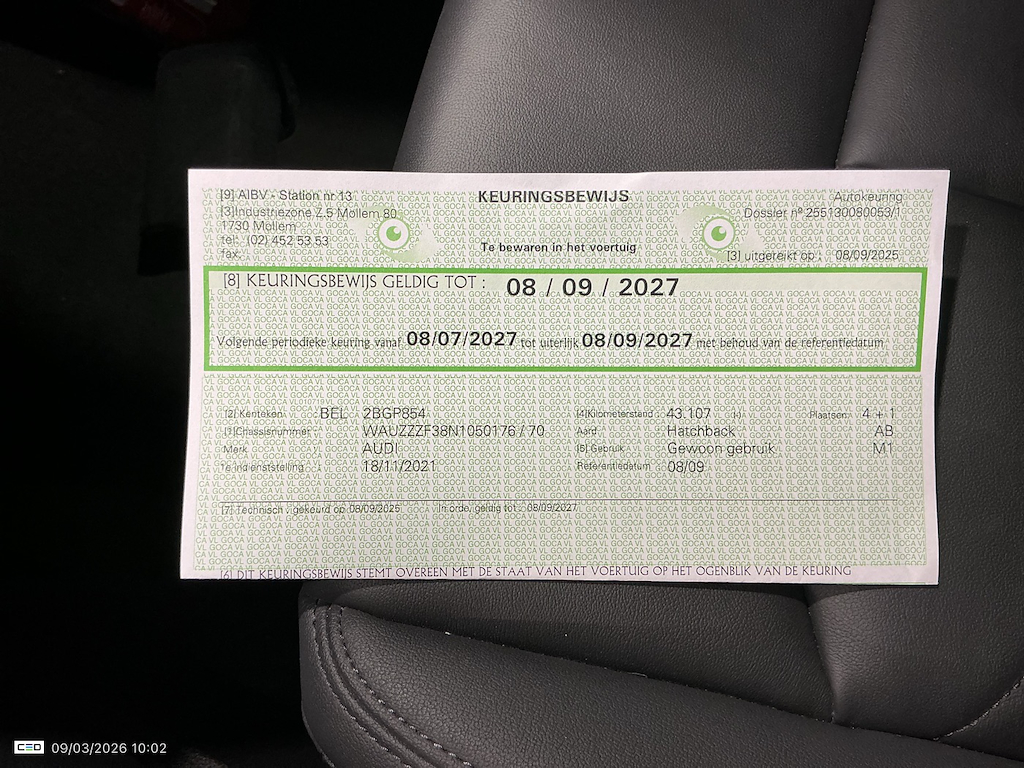 [9] AIBV - Station nr 13
KEURINGSBEWIJS
Autokeuring
[3] Industriezone Z.5 Mollem 80
Dossier nº 255130080053/1
1730 Mollem
tel: (02) 452 53 53
Te bewaren in het voertuig
fax:
[3] uitgereikt op : 08/09/2025
[8] KEURINGSBEWIJS GELDIG TOT : 08 / 09 / 2027
Volgende periodieke keuring vanaf 08/07/2027 tot uiterlijk 08/09/2027 met behoud van de referentiedatum
[2] Kenteken : BEL 2BGP854
[4] Kilometerstand : 43.107 (-) Plaatsen: 4 + 1
[1] Chassisnummer : WAUZZZF38N1050176 / 70
Aard : Hatchback AB
Merk : AUDI
[5] Gebruik : Gewoon gebruik M1
1e indienststelling : 18/11/2021
Referentiedatum : 08/09
[7] Technisch : gekeurd op 08/09/2025 In orde, geldig tot : 08/09/2027
[6] DIT KEURINGSBEWIJS STEMT OVEREEN MET DE STAAT VAN HET VOERTUIG OP HET OGENBLIK VAN DE KEURING
09/03/2026 10:02